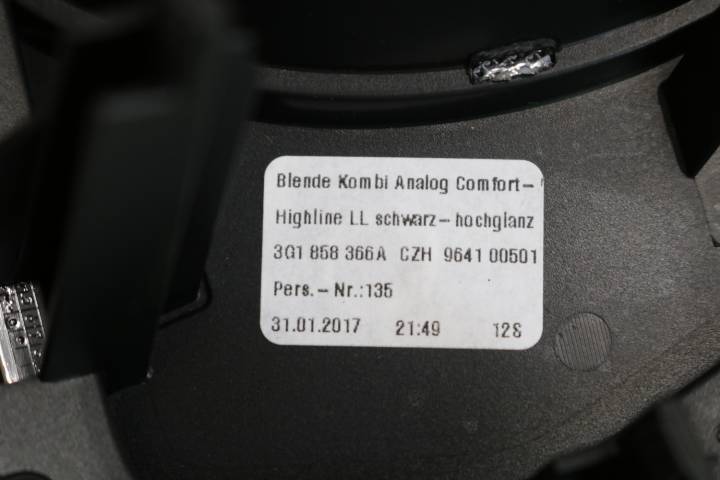 Blende Kombi Analog Comfort-
Highline LL schwarz-hochglanz
3G1 858 366A CZH 9641 00501
Pers.-Nr.:135
31.01.2017 21:49 12S